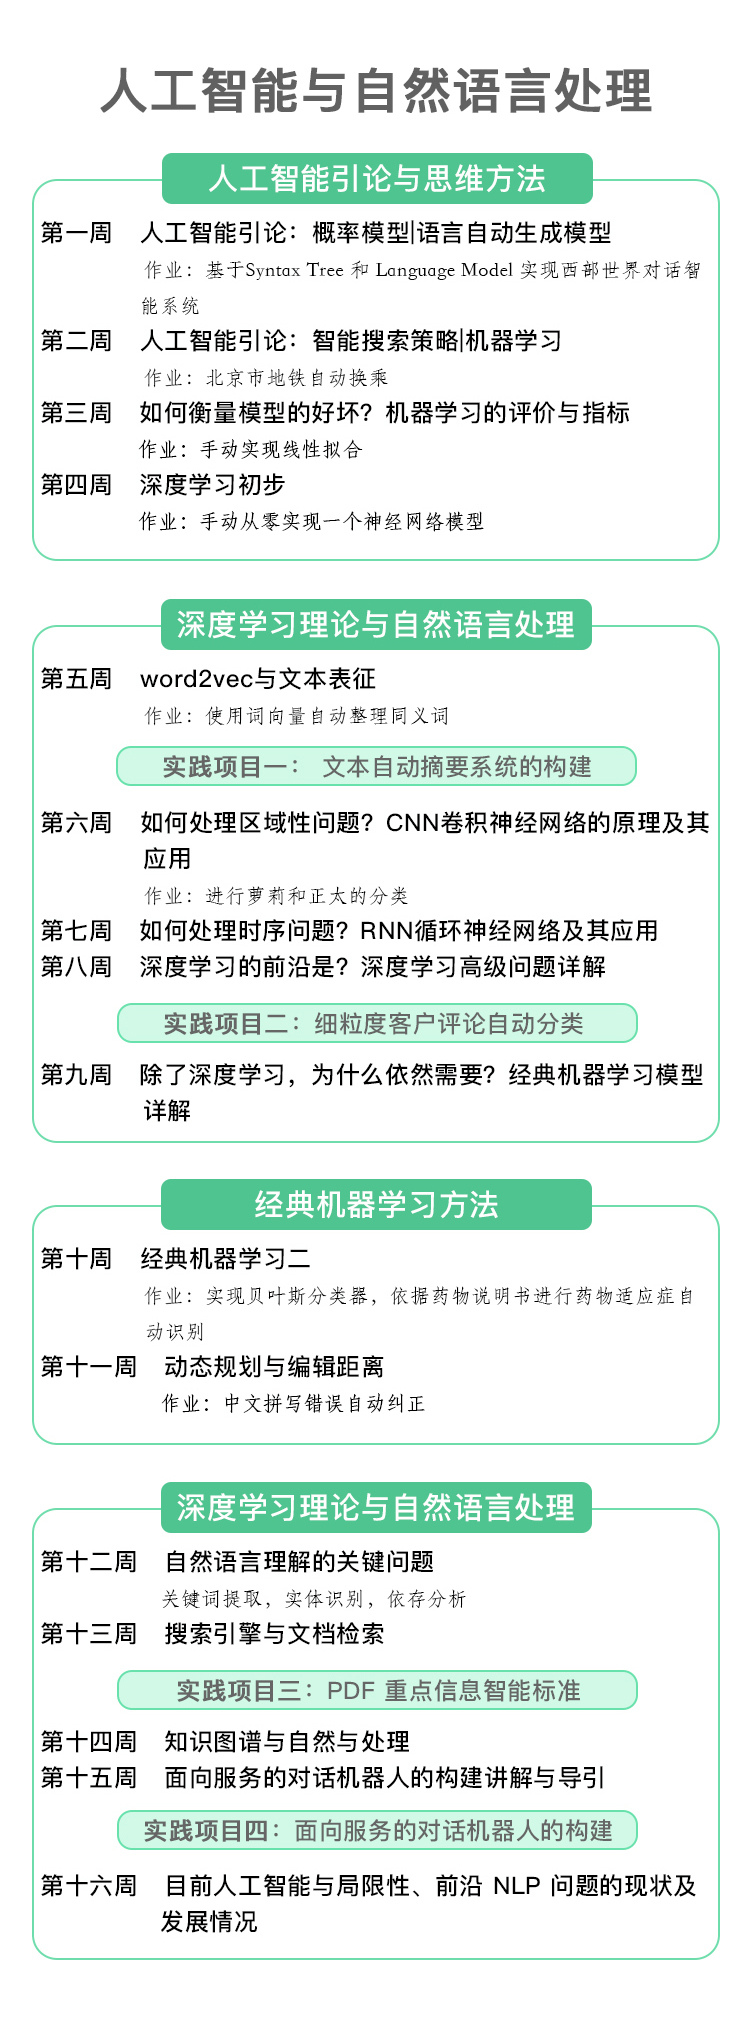 人工智能与自然语言处理
人工智能引论与思维方法
第一周 人工智能引论：概率模型|语言自动生成模型
作业：基于Syntax Tree 和 Language Model 实现西部世界对话智
能系统
第二周 人工智能引论：智能搜索策略|机器学习
作业：北京市地铁自动换乘
第三周 如何衡量模型的好坏？机器学习的评价与指标
作业：手动实现线性拟合
第四周 深度学习初步
作业：手动从零实现一个神经网络模型
深度学习理论与自然语言处理
第五周 word2vec与文本表征
作业：使用词向量自动整理同义词
实践项目一： 文本自动摘要系统的构建
第六周 如何处理区域性问题？CNN卷积神经网络的原理及其
应用
作业：进行萝莉和正太的分类
第七周 如何处理时序问题？RNN循环神经网络及其应用
第八周 深度学习的前沿是？深度学习高级问题详解
实践项目二：细粒度客户评论自动分类
第九周 除了深度学习，为什么依然需要？经典机器学习模型
详解
经典机器学习方法
第十周 经典机器学习二
作业：实现贝叶斯分类器，依据药物说明书进行药物适应症自
动识别
第十一周 动态规划与编辑距离
作业：中文拼写错误自动纠正
深度学习理论与自然语言处理
第十二周 自然语言理解的关键问题
关键词提取，实体识别，依存分析
第十三周 搜索引擎与文档检索
实践项目三：PDF 重点信息智能标准
第十四周 知识图谱与自然与处理
第十五周 面向服务的对话机器人的构建讲解与导引
实践项目四：面向服务的对话机器人的构建
第十六周 目前人工智能与局限性、前沿 NLP 问题的现状及
发展情况